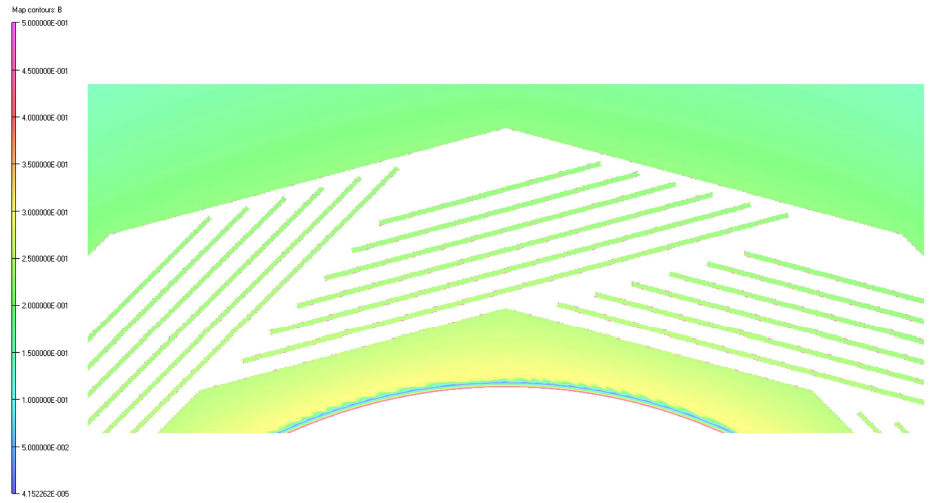 Map contours: B
5.000000E-001
4.500000E-001
4.000000E-001
3.500000E-001
3.000000E-001
2.500000E-001
2.000000E-001
1.500000E-001
1.000000E-001
5.000000E-002
4.152262E-005